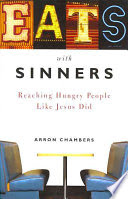 EATS
with
SINNERS
Reaching Hungry People
Like Jesus Did
ARRON CHAMBERS